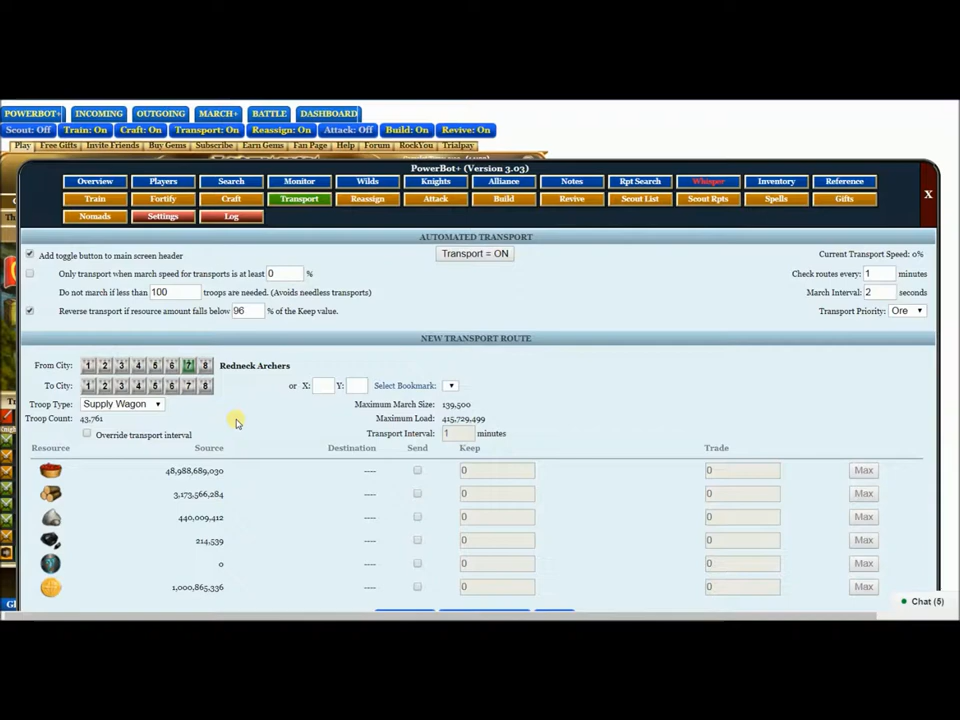 POWERBOT+ INCOMING OUTGOING MARCH+ BATTLE DASHBOARD
Scout: Off Train: On Craft: On Transport: On Reassign: On Attack: Off Build: On Revive: On
Play Free Gifts Invite Friends Buy Gems Subscribe Earn Gems Fan Page Help Forum RockYou Trialpay
PowerBot+ (Version 3.03)
Overview Players Search Monitor Wilds Knights Alliance Notes Rpt Search Whisper Inventory Reference
X
Train Fortify Craft Transport Reassign Attack Build Revive Scout List Scout Rpts Spells Gifts
Nomads Settings Log
AUTOMATED TRANSPORT
Add toggle button to main screen header Transport = ON Current Transport Speed: 0%
Only transport when march speed for transports is at least 0 % Check routes every: 1 minutes
Do not march if less than 100 troops are needed. (Avoids needless transports) March Interval: 2 seconds
Reverse transport if resource amount falls below 96 % of the Keep value. Transport Priority: Ore
NEW TRANSPORT ROUTE
From City: 1 2 3 4 5 6 7 8 Redneck Archers
To City: 1 2 3 4 5 6 7 8 or X: Y: Select Bookmark:
Troop Type: Supply Wagon Maximum March Size: 139,500
Troop Count: 43,761 Maximum Load: 415,729,499
Override transport interval Transport Interval: 1 minutes
Resource Source Destination Send Keep Trade
48,988,689,030 ---- 0 0 Max
3,173,566,284 ---- 0 0 Max
440,009,412 ---- 0 0 Max
214,539 ---- 0 0 Max
0 ---- 0 0 Max
1,000,865,336 ---- 0 0 Max
Chat (5)